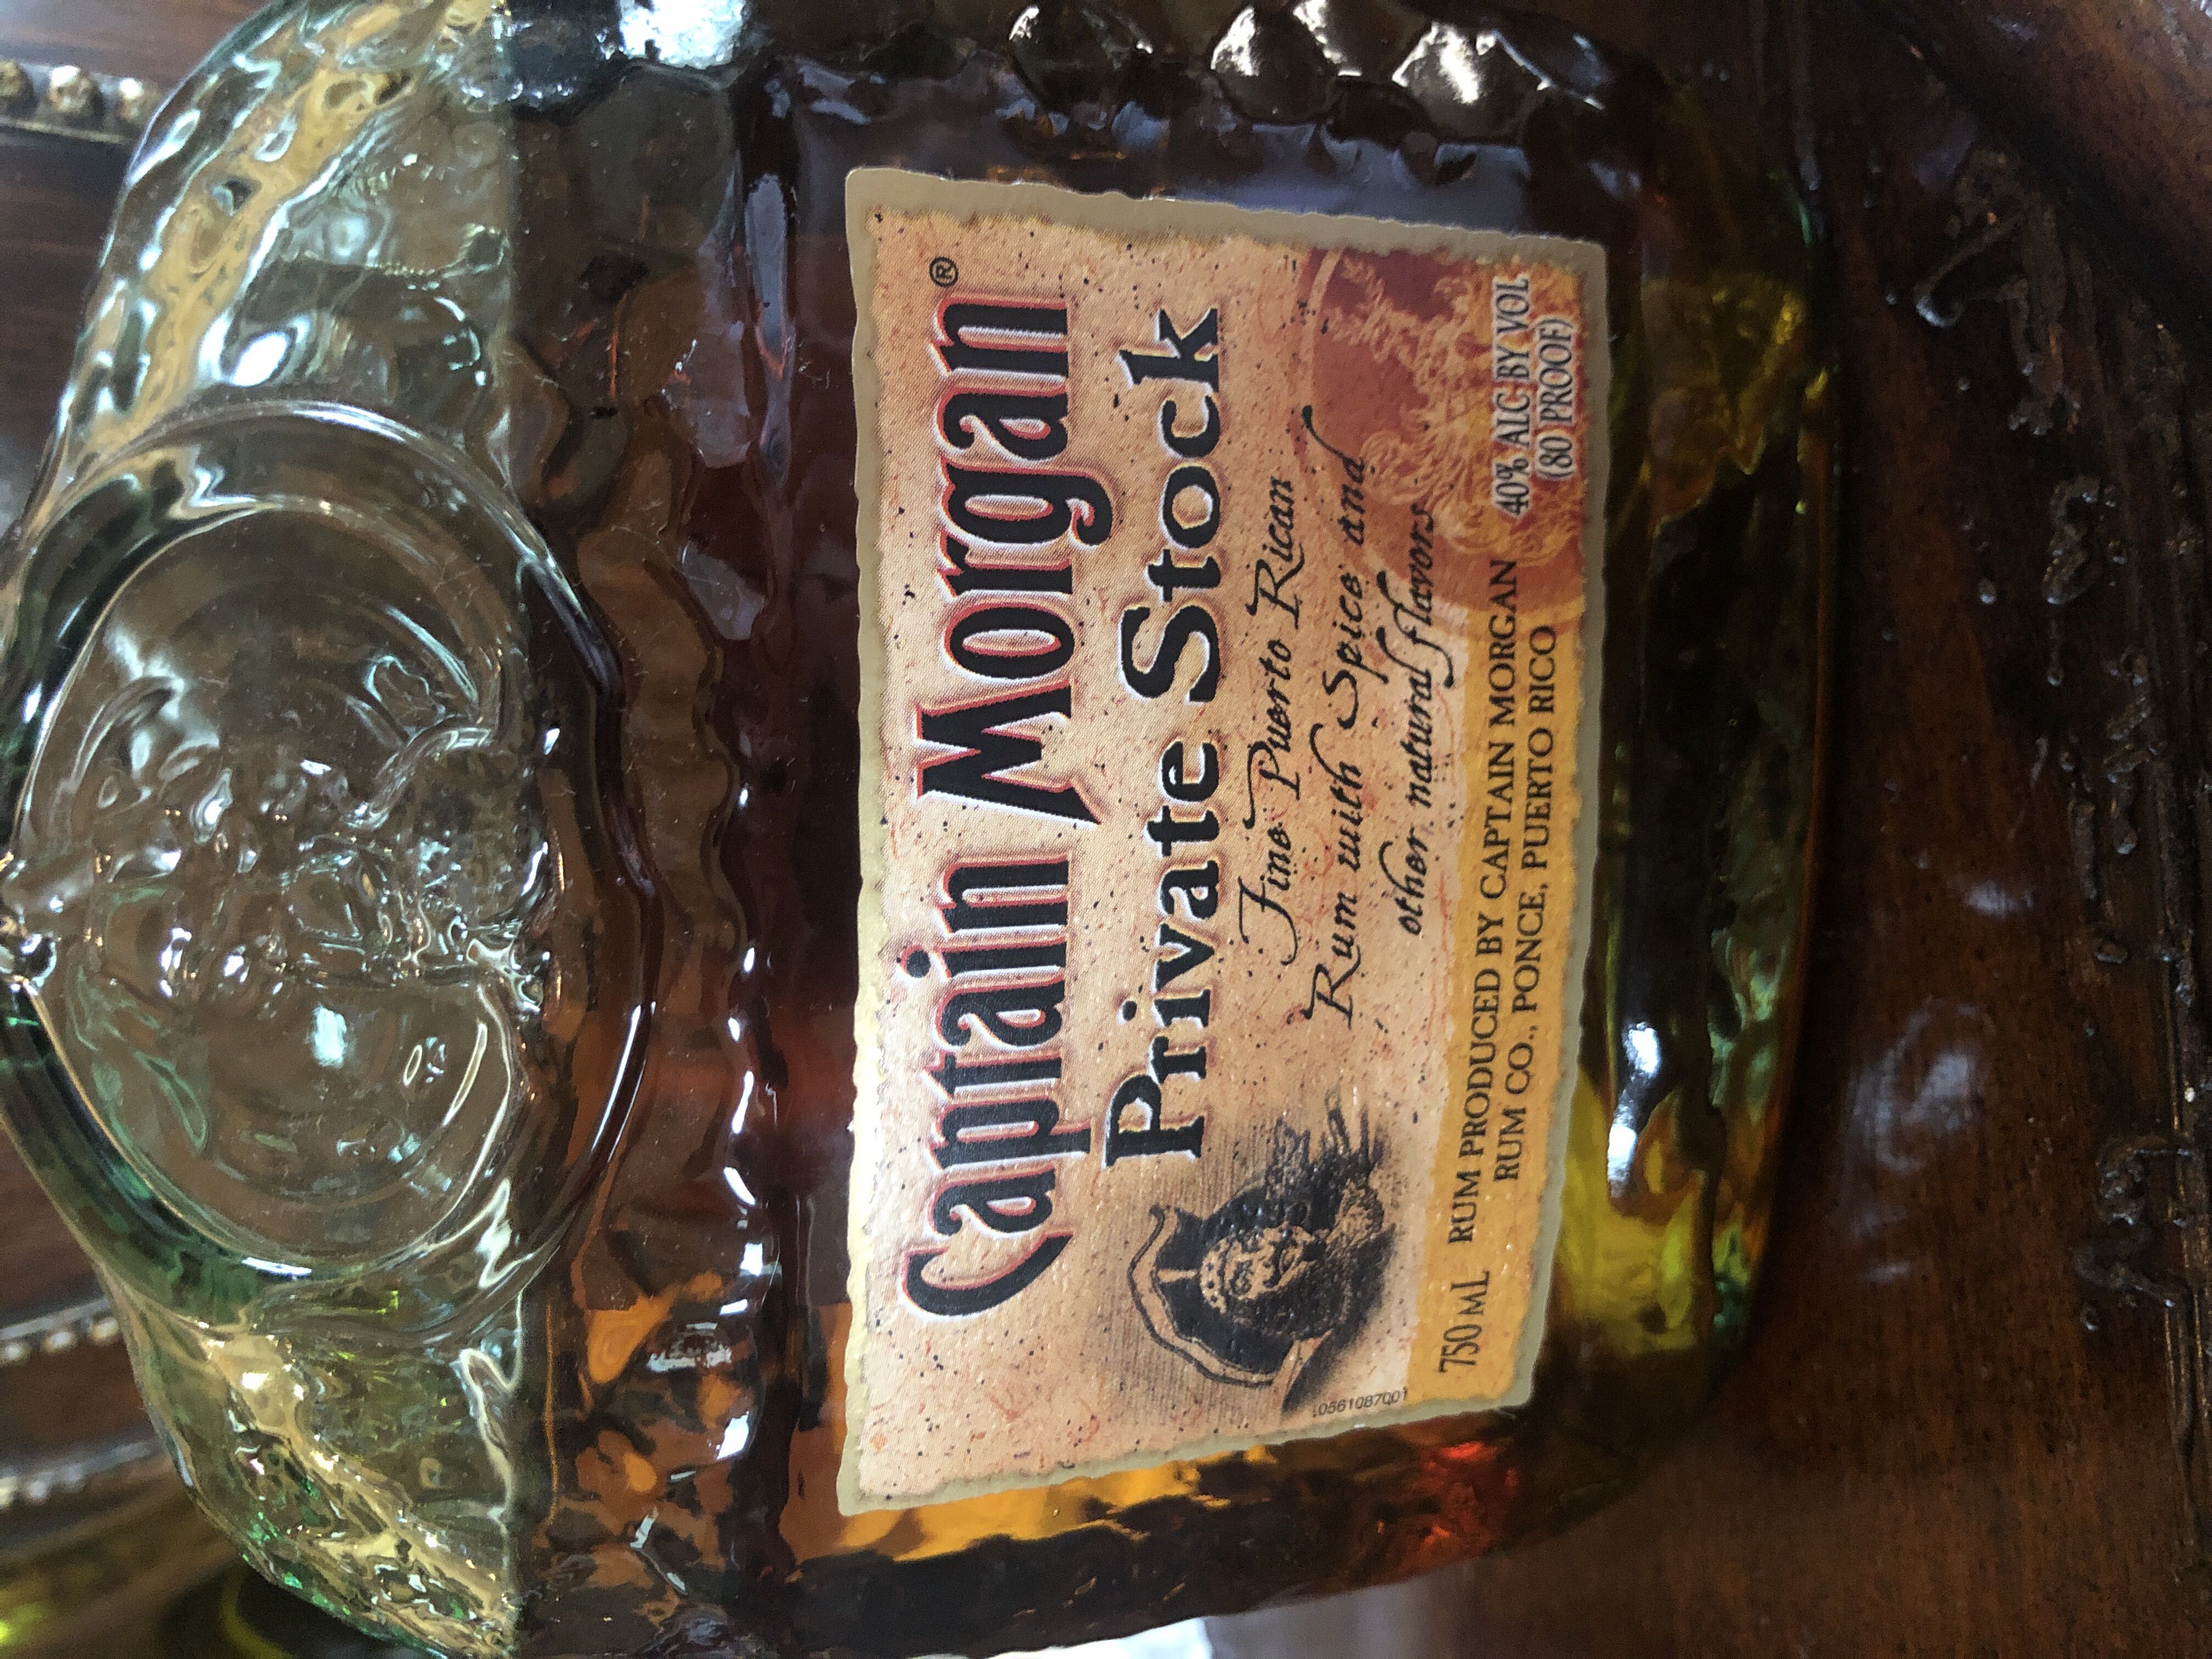 Captain Morgan®
Private Stock
Fine Puerto Rican
Rum with Spice and
other natural flavors
40% ALC BY VOL
(80 PROOF)
750 mL RUM PRODUCED BY CAPTAIN MORGAN
RUM CO., PONCE, PUERTO RICO